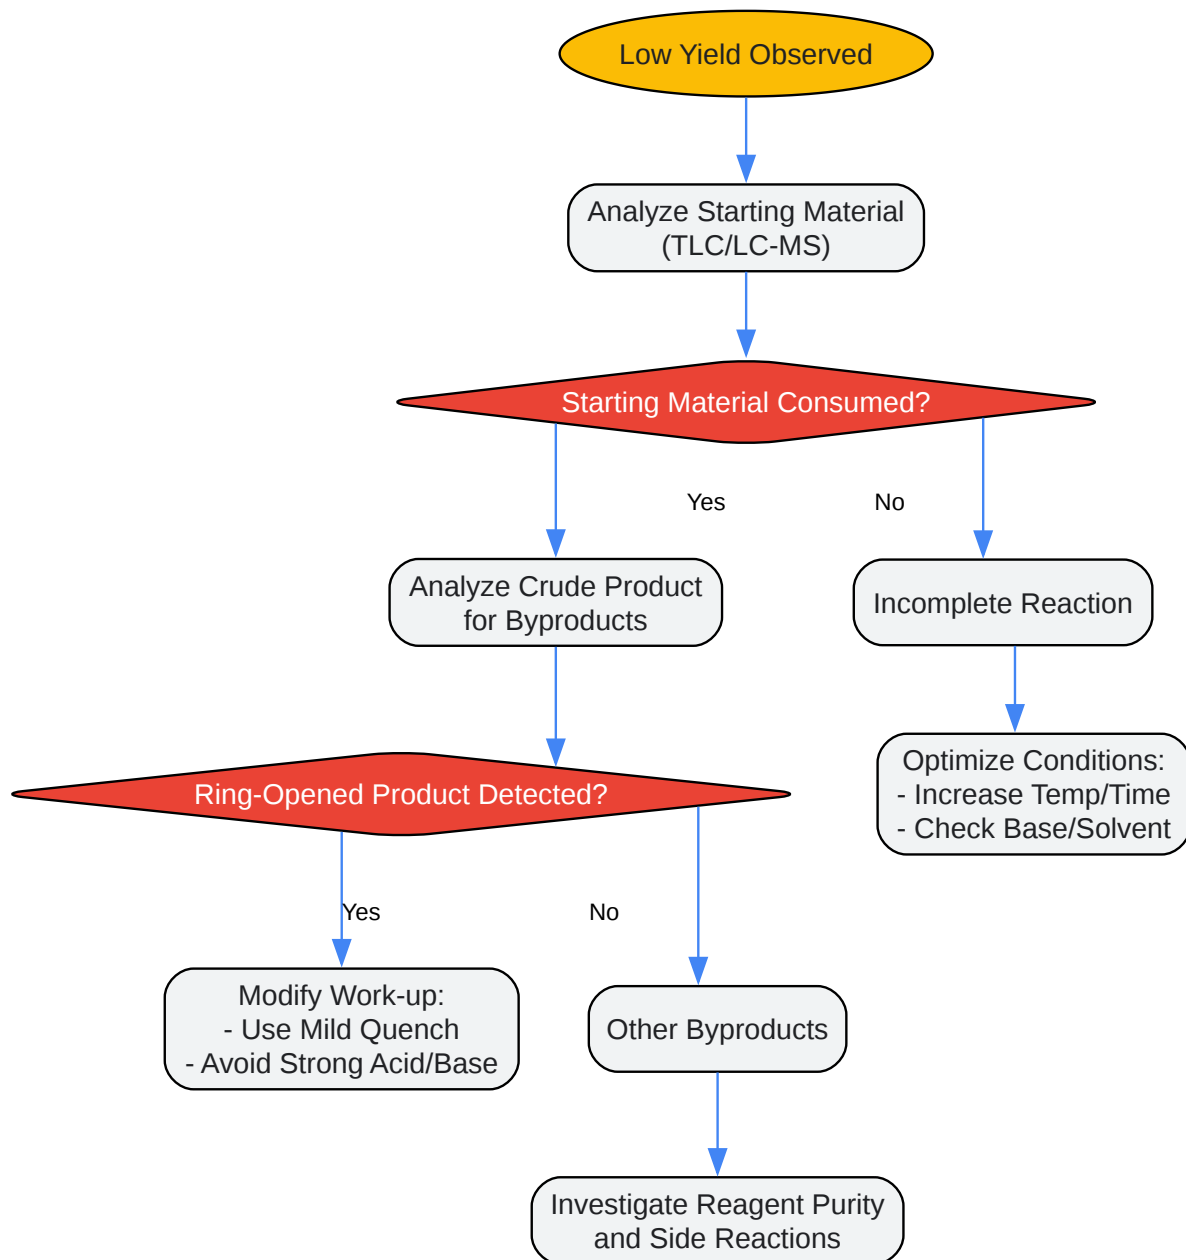 Low Yield Observed
Analyze Starting Material
(TLC/LC-MS)
Starting Material Consumed?
Yes
No
Analyze Crude Product
for Byproducts
Incomplete Reaction
Optimize Conditions:
- Increase Temp/Time
- Check Base/Solvent
Ring-Opened Product Detected?
Yes
No
Modify Work-up:
- Use Mild Quench
- Avoid Strong Acid/Base
Other Byproducts
Investigate Reagent Purity
and Side Reactions